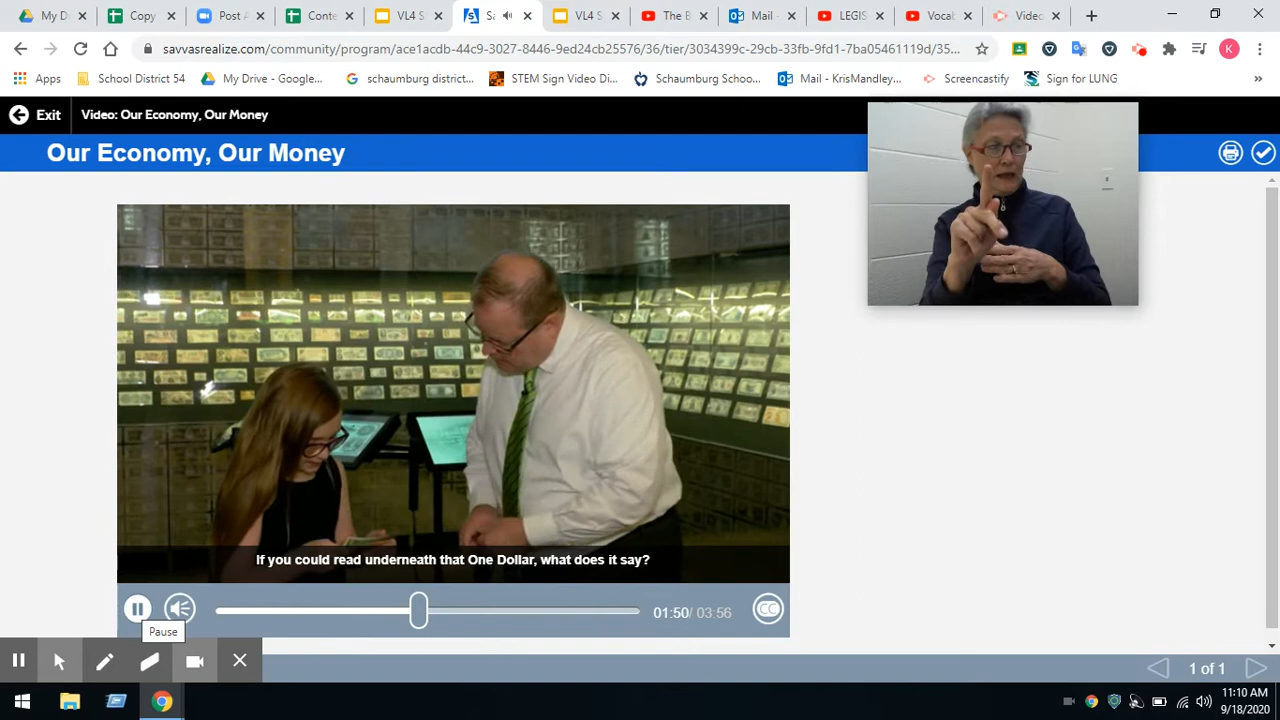 My D
Copy
Post A
Conte
VL4 S
Sa
VL4 S
The B
Mail -
LEGIS
Vocab
Video:
savvasrealize.com/community/program/ace1acdb-44c9-3027-8446-9ed24cb25576/36/tier/3034399c-29cb-33fb-9fd1-7ba05461119d/35...
K
Apps
School District 54
My Drive - Google...
schaumburg district...
STEM Sign Video Di...
Schaumburg Schoo...
Mail - KrisMandley...
Screencastify
Sign for LUNG
»
Exit
Video: Our Economy, Our Money
Our Economy, Our Money
If you could read underneath that One Dollar, what does it say?
01:50/ 03:56
CC
Pause
1 of 1
11:10 AM
9/18/2020